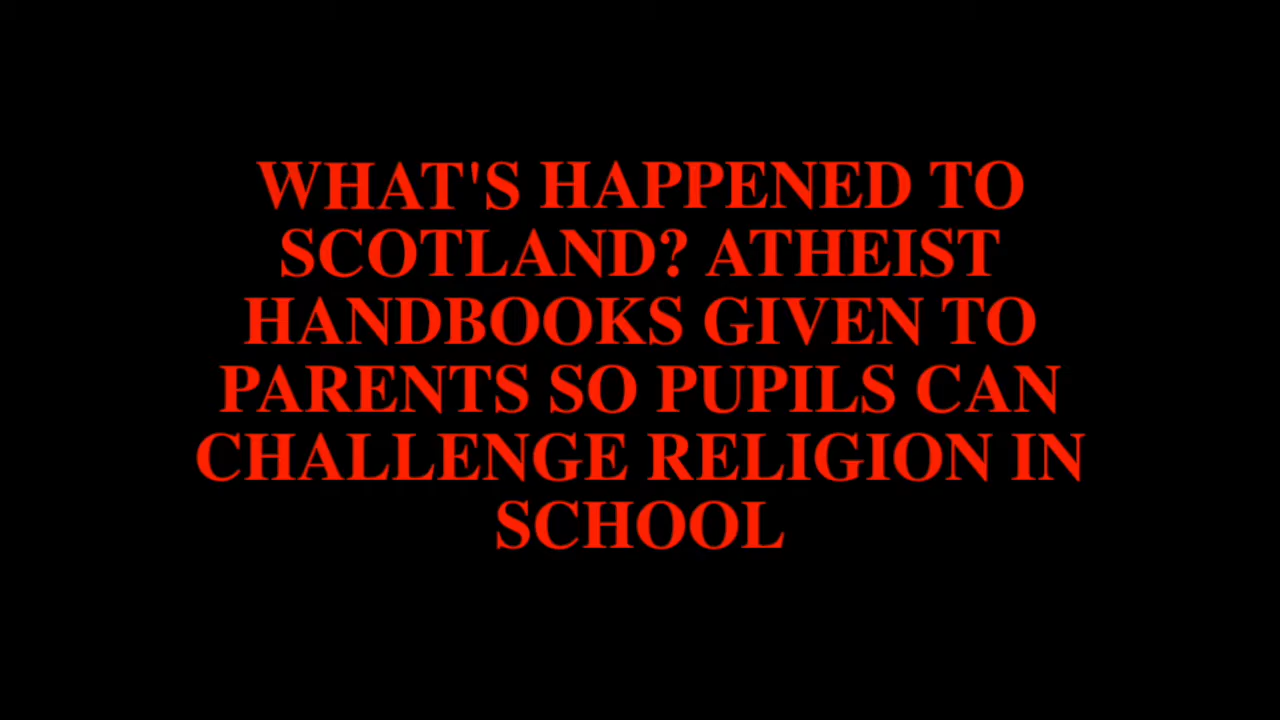 WHAT'S HAPPENED TO
SCOTLAND? ATHEIST
HANDBOOKS GIVEN TO
PARENTS SO PUPILS CAN
CHALLENGE RELIGION IN
SCHOOL